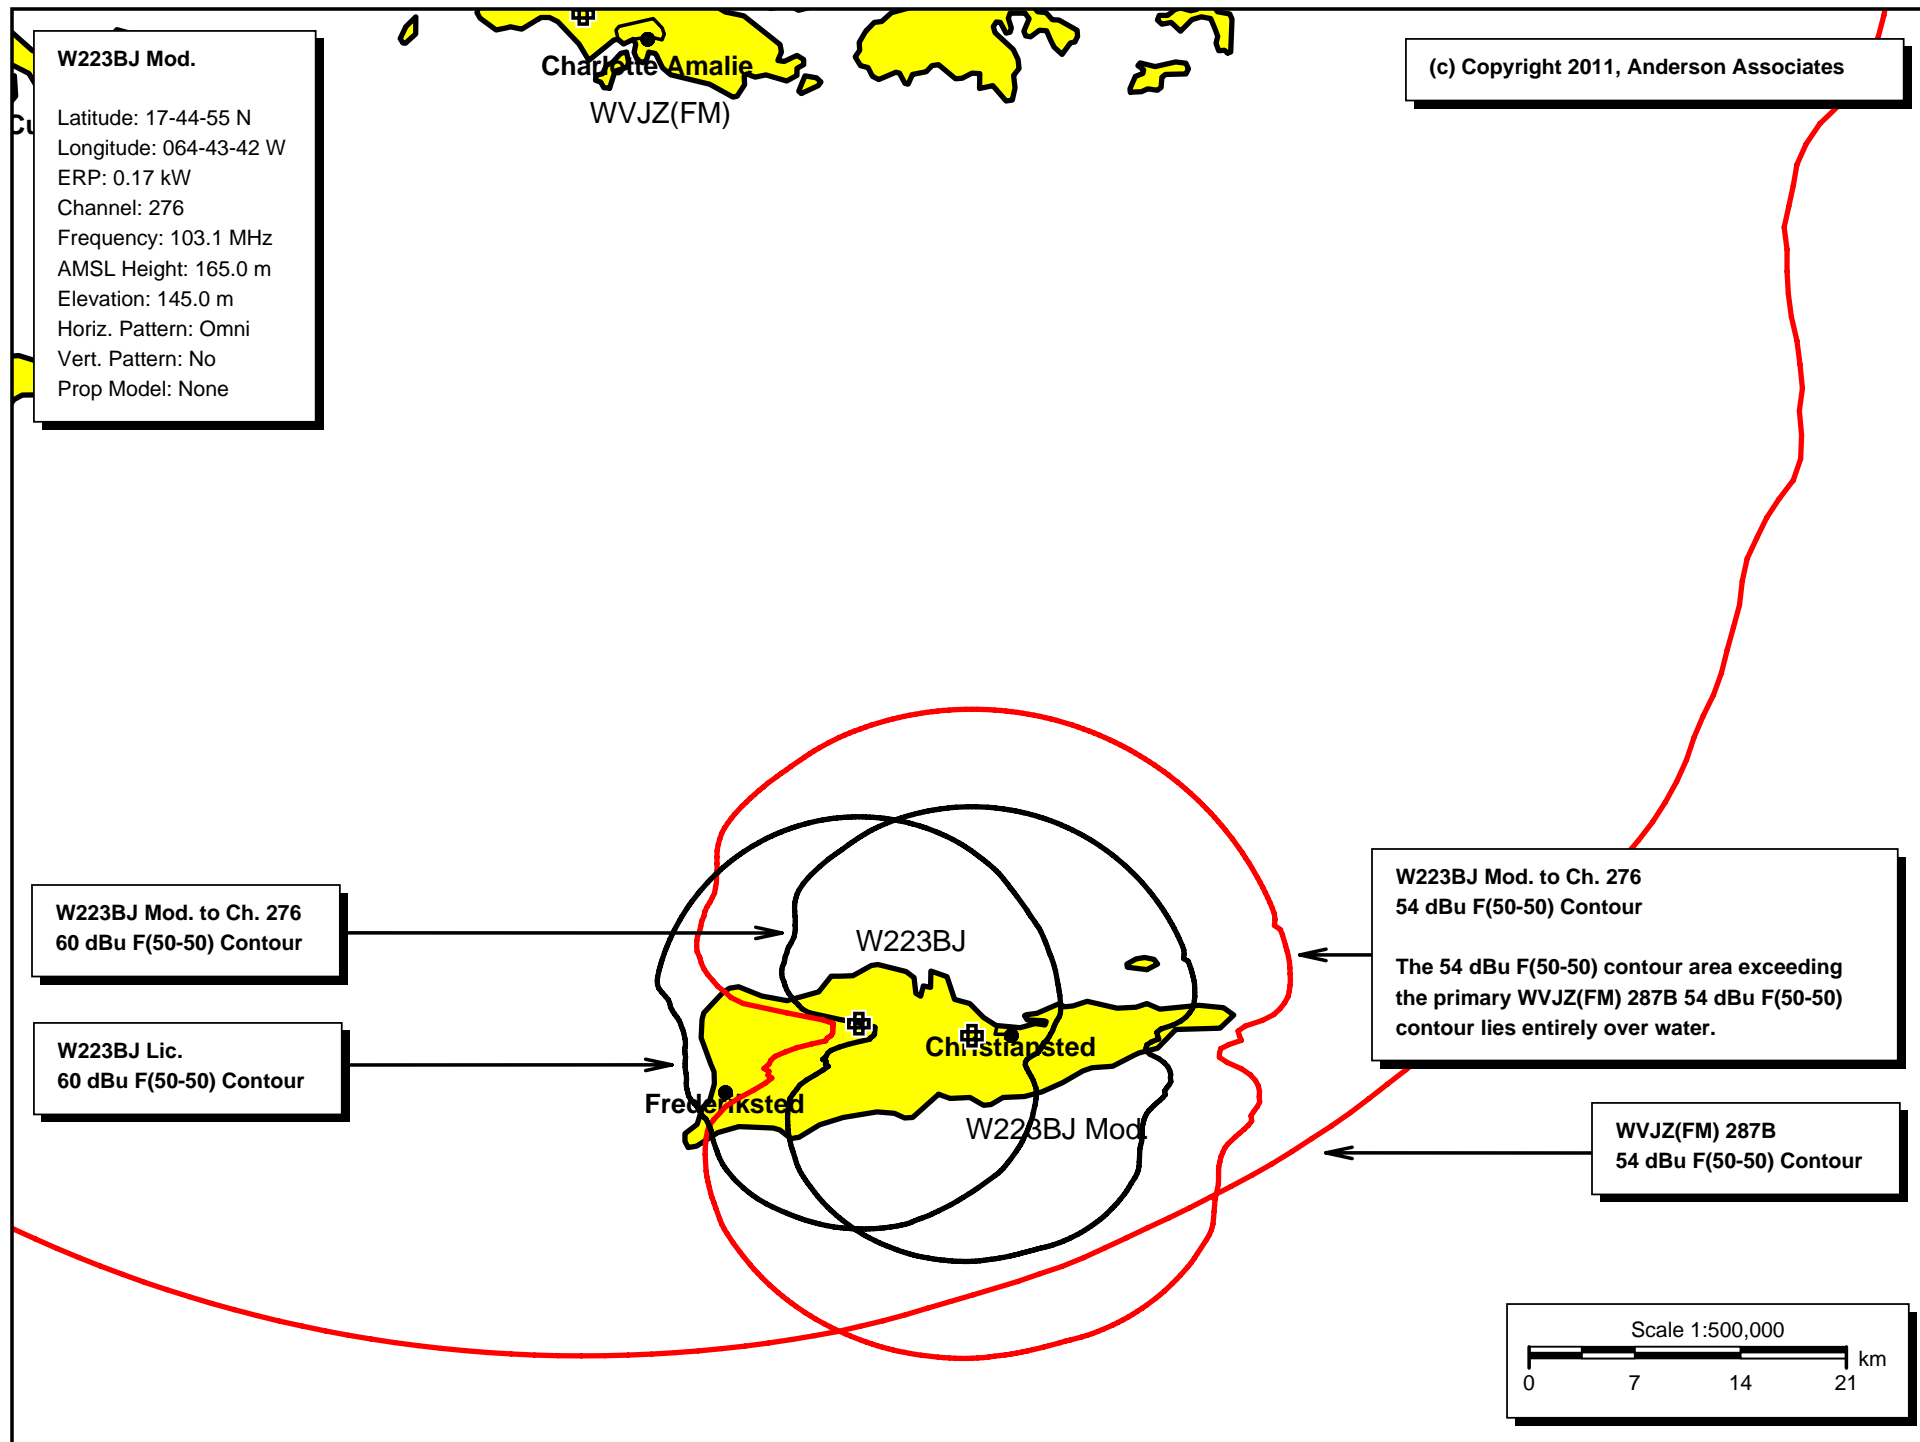 W223BJ Mod.
Latitude: 17-44-55 N
Longitude: 064-43-42 W
ERP: 0.17 kW
Channel: 276
Frequency: 103.1 MHz
AMSL Height: 165.0 m
Elevation: 145.0 m
Horiz. Pattern: Omni
Vert. Pattern: No
Prop Model: None
Charlotte Amalie
WVJZ(FM)
(c) Copyright 2011, Anderson Associates
W223BJ Mod. to Ch. 276
60 dBu F(50-50) Contour
W223BJ Lic.
60 dBu F(50-50) Contour
W223BJ
Christiansted
Frederiksted
W223BJ Mod.
W223BJ Mod. to Ch. 276
54 dBu F(50-50) Contour
The 54 dBu F(50-50) contour area exceeding
the primary WVJZ(FM) 287B 54 dBu F(50-50)
contour lies entirely over water.
WVJZ(FM) 287B
54 dBu F(50-50) Contour
Scale 1:500,000
km
0 7 14 21